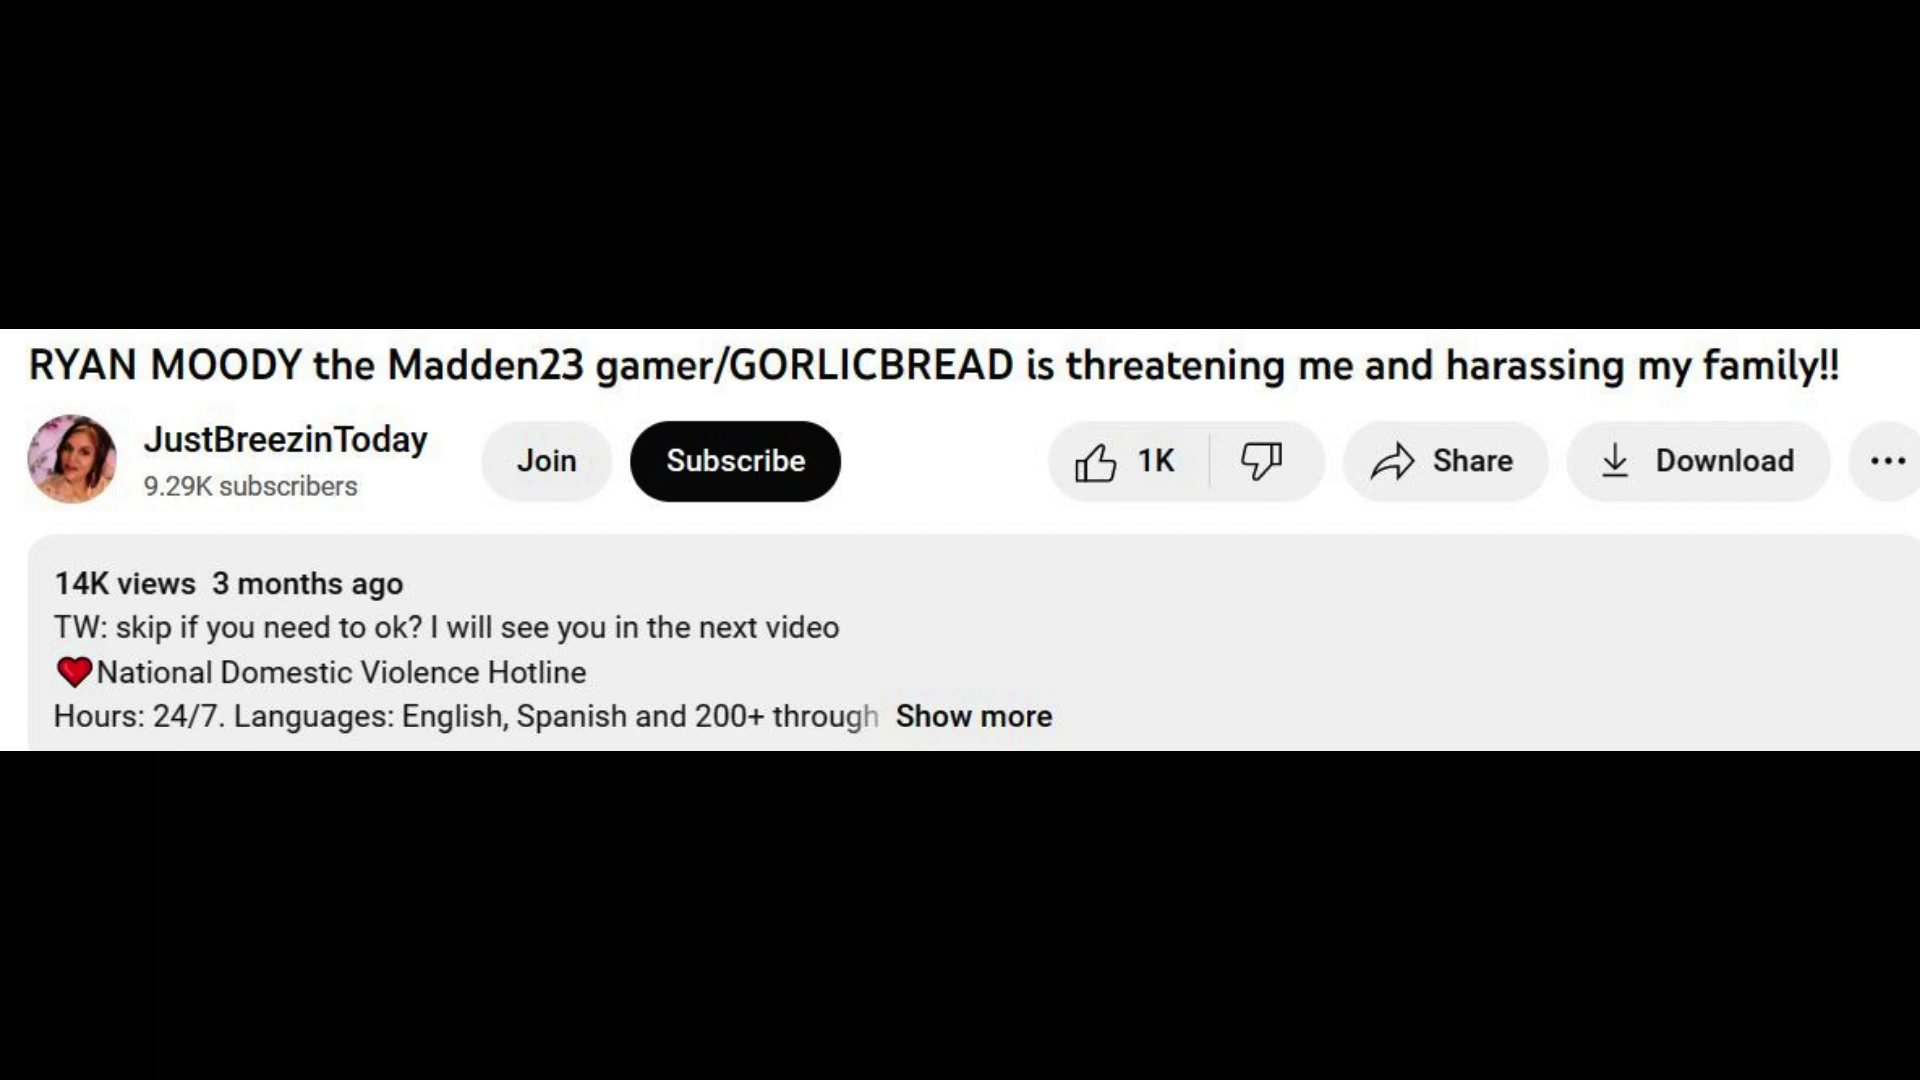 RYAN MOODY the Madden23 gamer/GORLICBREAD is threatening me and harassing my family!!
JustBreezinToday
9.29K subscribers
Join
Subscribe
1K
Share
Download
14K views 3 months ago
TW: skip if you need to ok? I will see you in the next video
❤️National Domestic Violence Hotline
Hours: 24/7. Languages: English, Spanish and 200+ through Show more